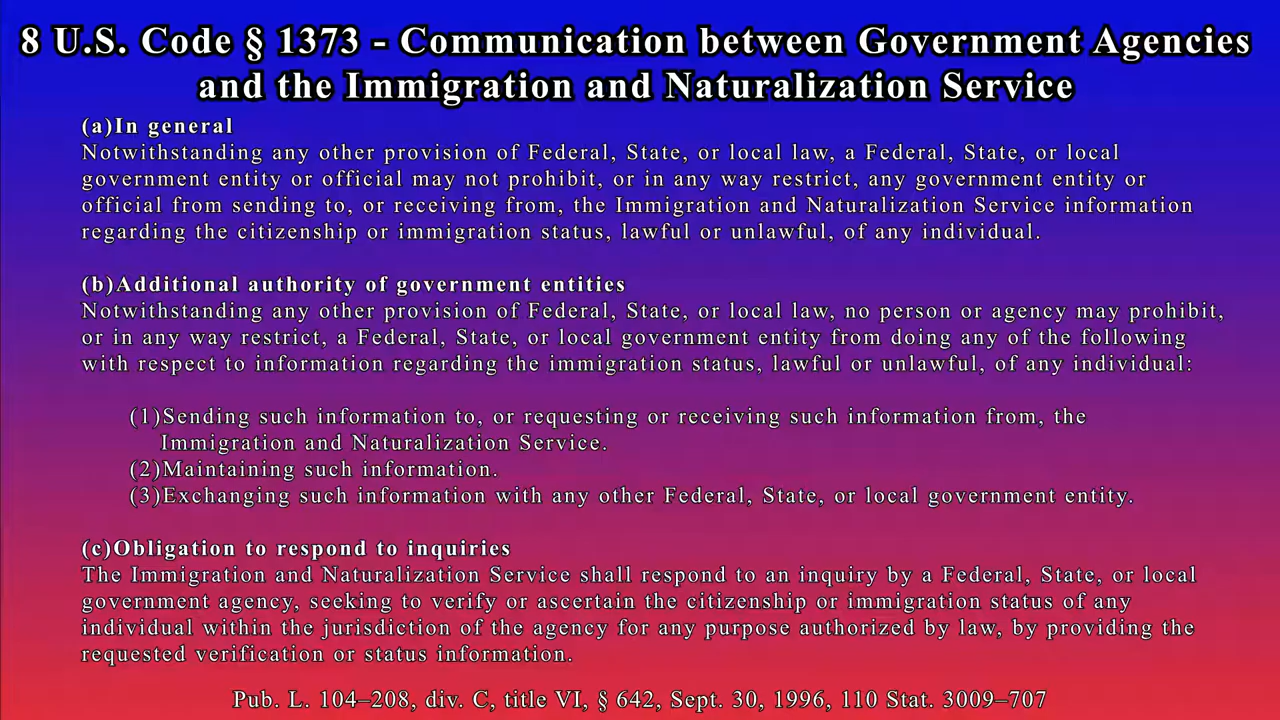 8 U.S. Code § 1373 - Communication between Government Agencies
and the Immigration and Naturalization Service
(a)In general
Notwithstanding any other provision of Federal, State, or local law, a Federal, State, or local
government entity or official may not prohibit, or in any way restrict, any government entity or
official from sending to, or receiving from, the Immigration and Naturalization Service information
regarding the citizenship or immigration status, lawful or unlawful, of any individual.
(b)Additional authority of government entities
Notwithstanding any other provision of Federal, State, or local law, no person or agency may prohibit,
or in any way restrict, a Federal, State, or local government entity from doing any of the following
with respect to information regarding the immigration status, lawful or unlawful, of any individual:
(1)Sending such information to, or requesting or receiving such information from, the
Immigration and Naturalization Service.
(2)Maintaining such information.
(3)Exchanging such information with any other Federal, State, or local government entity.
(c)Obligation to respond to inquiries
The Immigration and Naturalization Service shall respond to an inquiry by a Federal, State, or local
government agency, seeking to verify or ascertain the citizenship or immigration status of any
individual within the jurisdiction of the agency for any purpose authorized by law, by providing the
requested verification or status information.
Pub. L. 104–208, div. C, title VI, § 642, Sept. 30, 1996, 110 Stat. 3009–707